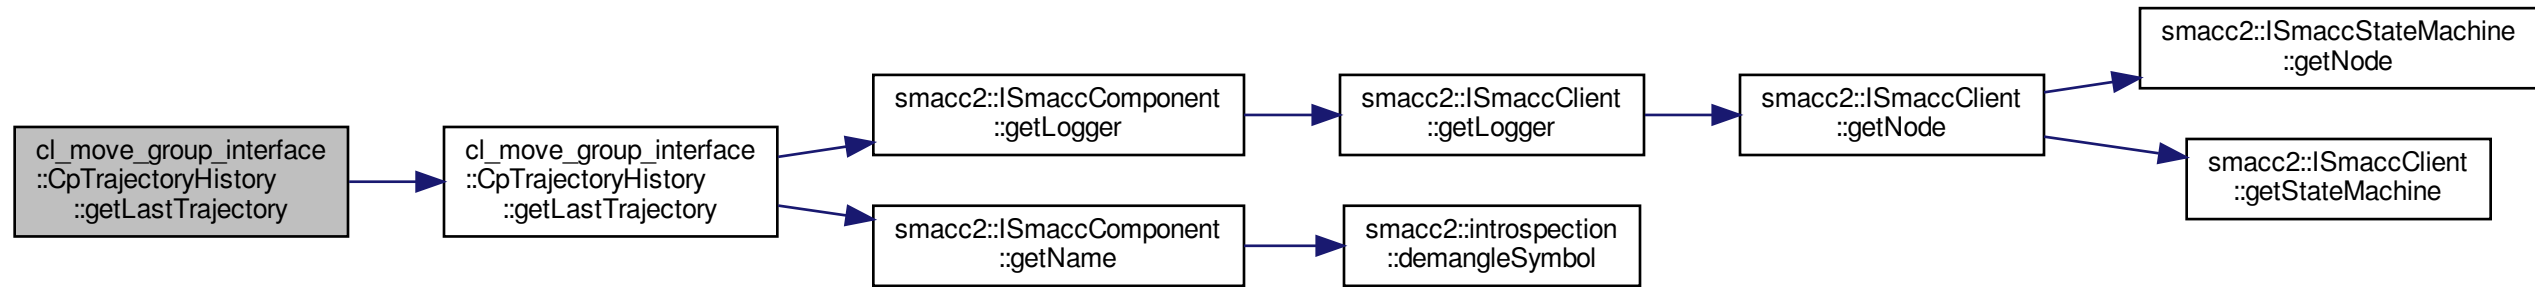 cl_move_group_interface
::CpTrajectoryHistory
::getLastTrajectory
cl_move_group_interface
::CpTrajectoryHistory
::getLastTrajectory
smacc2::ISmaccComponent
::getLogger
smacc2::ISmaccClient
::getLogger
smacc2::ISmaccClient
::getNode
smacc2::ISmaccStateMachine
::getNode
smacc2::ISmaccClient
::getStateMachine
smacc2::ISmaccComponent
::getName
smacc2::introspection
::demangleSymbol